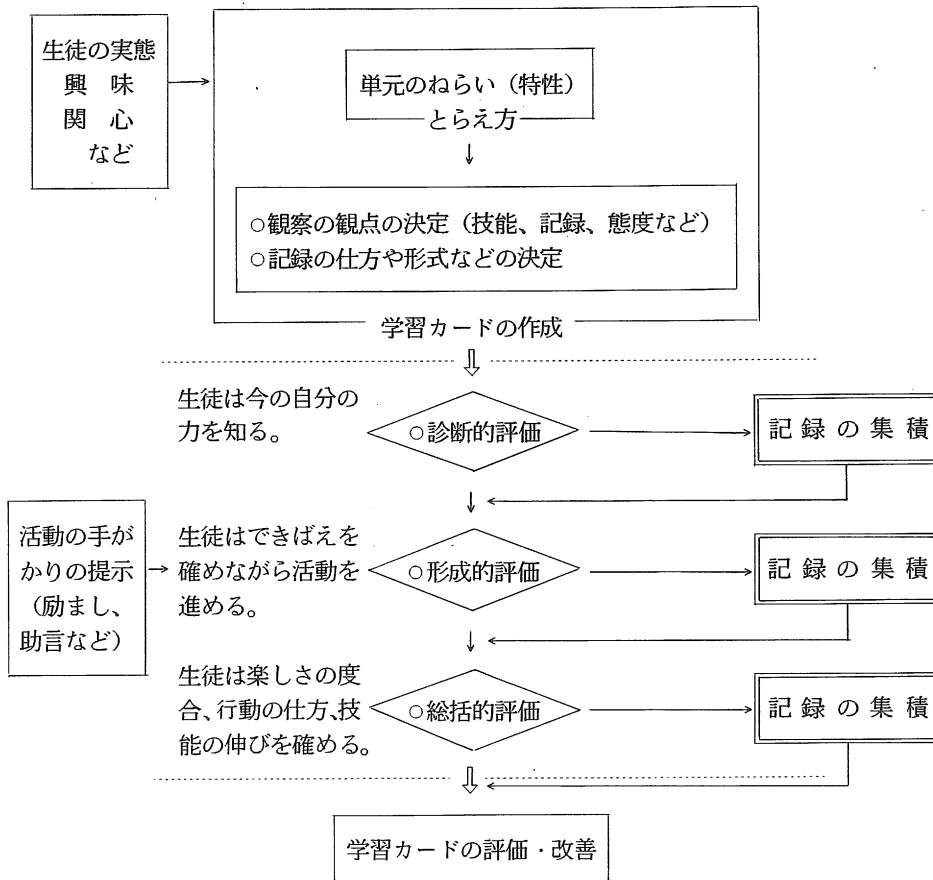 生徒の実態
興　味
関　心
など
単元のねらい（特性）
とらえ方
○観察の観点の決定（技能、記録、態度など）
○記録の仕方や形式などの決定
学習カードの作成
生徒は今の自分の
力を知る。
○診断的評価
記録の集積
活動の手が
かりの提示
（励まし、
助言など）
生徒はできばえを
確めながら活動を
進める。
○形成的評価
記録の集積
生徒は楽しさの度
合、行動の仕方、技
能の伸びを確める。
○総括的評価
記録の集積
学習カードの評価・改善